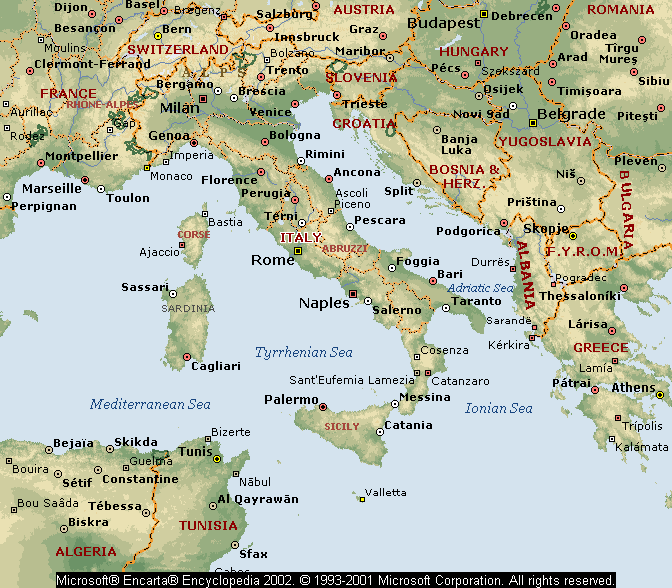 Dijon
Basel
Bregenz
Salzburg
AUSTRIA
Budapest
Debrecen
ROMANIA
Besançon
Bern
Innsbruck
Graz
Oradea
Moulins
SWITZERLAND
Bolzano
Maribor
HUNGARY
Arad
Tîrgu
Mureş
Clermont-Ferrand
ALPS
Trento
SLOVENIA
Pécs
Szekszard
Sibiu
FRANCE
Bergamo
Brescia
Osijek
Timişoara
RHÔNE-ALPES
Milan
Venice
Trieste
Novi Sad
Belgrade
Piteşti
Aurillac
Gap
CROATIA
Rodez
Genoa
Bologna
Banja
Luka
YUGOSLAVIA
Montpellier
Imperia
Rimini
BOSNIA &
HERZ.
Pleven
Marseille
Monaco
Florence
Ancona
Niš
Perpignan
Toulon
Perugia
Ascoli
Piceno
Split
Priština
BULGARIA
Bastia
Terni
Pescara
Podgorica
Skopje
CORSE
ITALY
ABRUZZI
F.Y.R.O.M.
Ajaccio
Rome
Foggia
Durrës
ALBANIA
Pogradec
Sassari
Bari
Adriatic Sea
Thessaloníki
SARDINIA
Naples
Salerno
Taranto
Sarandë
Lárisa
Kérkira
GREECE
Tyrrhenian Sea
Cosenza
Lamía
Cagliari
Sant'Eufemia Lamezia
Catanzaro
Pátrai
Athens
Mediterranean Sea
Palermo
Messina
Ionian Sea
SICILY
Catania
Trípolis
Bejaïa
Skikda
Bizerte
Kalámata
Bouira
Guelma
Tunis
Sétif
Constantine
Nābul
Valletta
Bou Saâda
Tébessa
Al Qayrawān
Biskra
TUNISIA
ALGERIA
Sfax
Microsoft® Encarta® Encyclopedia 2002. © 1993-2001 Microsoft Corporation. All rights reserved.